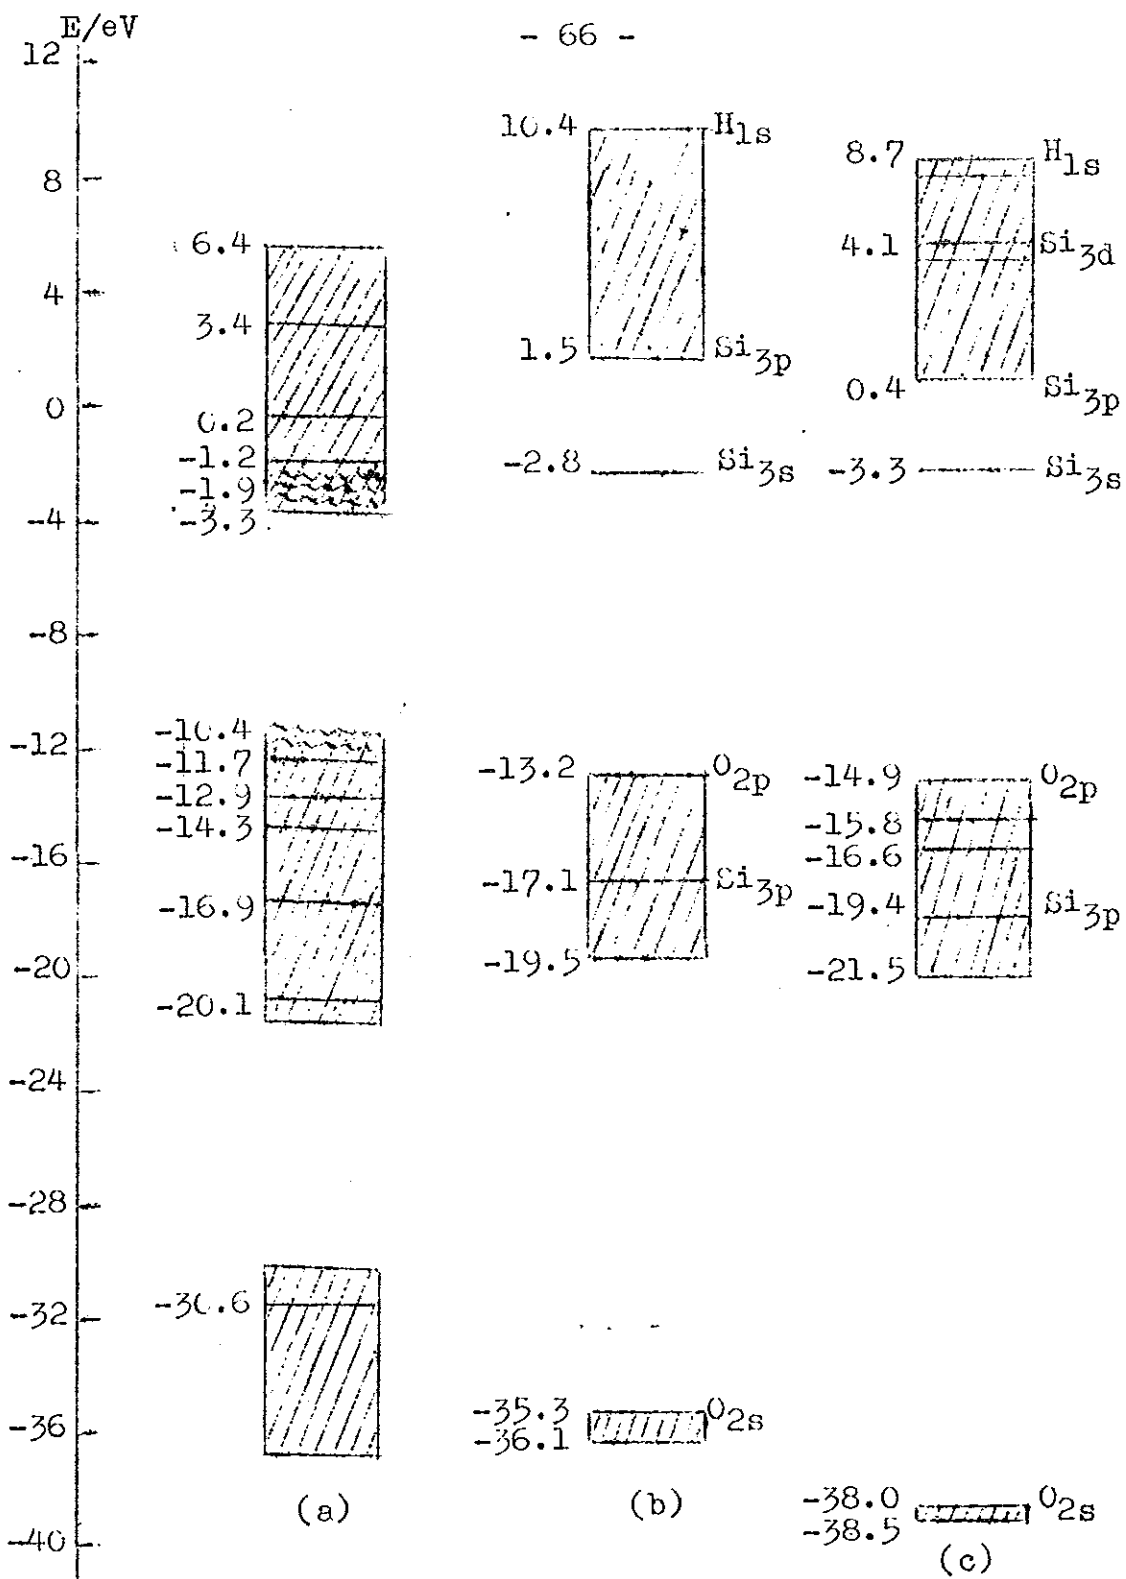 E/eV
- 66 -
12
10.4 H1s
8.7 H1s
8
6.4
4.1 Si3d
4
3.4
1.5 Si3p
0.4 Si3p
0
0.2
-1.2
-2.8 Si3s
-3.3 Si3s
-1.9
-3.3
-4
-8
-10.4
-12
-11.7
-13.2 O2p
-14.9 O2p
-12.9
-14.3
-15.8
-16
-16.6
-17.1 Si3p
-16.9
-19.4 Si3p
-19.5
-20
-21.5
-20.1
-24
-28
-30.6
-32
-35.3 O2s
-36
-36.1
(a)
(b)
-38.0 O2s
-38.5
-40
(c)